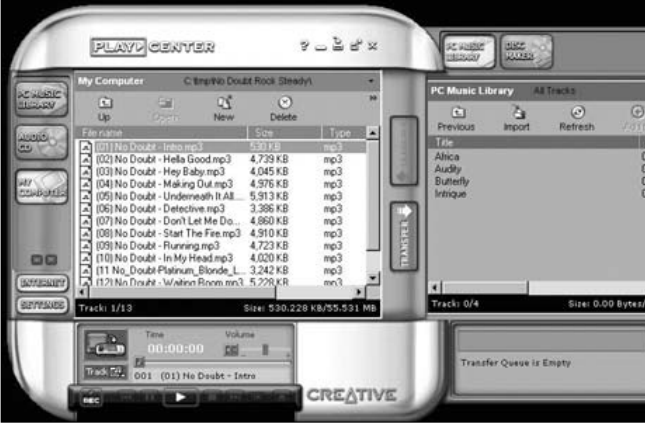 PLAY CENTER
PC MUSIC LIBRARY
DISC MAKER
PC MUSIC LIBRARY
AUDIO CD
MY COMPUTER
INTERNET
SETTINGS
My Computer C:\tmp\No Doubt Rock Steady\
Up Open New Delete
File name Size Type
(01) No Doubt - Intro.mp3 530 KB mp3
(02) No Doubt - Hella Good.mp3 4,739 KB mp3
(03) No Doubt - Hey Baby.mp3 4,045 KB mp3
(04) No Doubt - Making Out.mp3 4,976 KB mp3
(05) No Doubt - Underneath It All.... 5,913 KB mp3
(06) No Doubt - Detective.mp3 3,386 KB mp3
(07) No Doubt - Don't Let Me Do... 4,860 KB mp3
(08) No Doubt - Start The Fire.mp3 4,910 KB mp3
(09) No Doubt - Running.mp3 4,723 KB mp3
(10) No Doubt - In My Head.mp3 4,020 KB mp3
(11 No_Doubt-Platinum_Blonde_L... 3,242 KB mp3
(12) No Doubt - Waiting Room.mp3 5,228 KB mp3
Track: 1/13 Size: 530.228 KB/55.531 MB
TRANSFER
PC Music Library All Tracks
Previous Import Refresh
Title
Africa
Audity
Butterfly
Intrigue
Track: 0/4 Size: 0.00 Bytes/
Time Volume
00:00:00
Track
001 (01) No Doubt - Intro
REC
CREATIVE
Transfer Queue is Empty